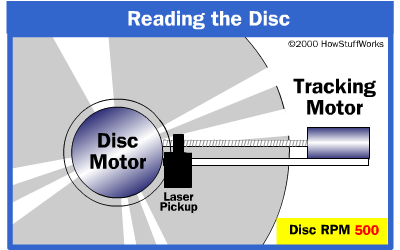 Reading the Disc
©2000 HowStuffWorks
Tracking
Motor
Disc
Motor
Laser
Pickup
Disc RPM 500